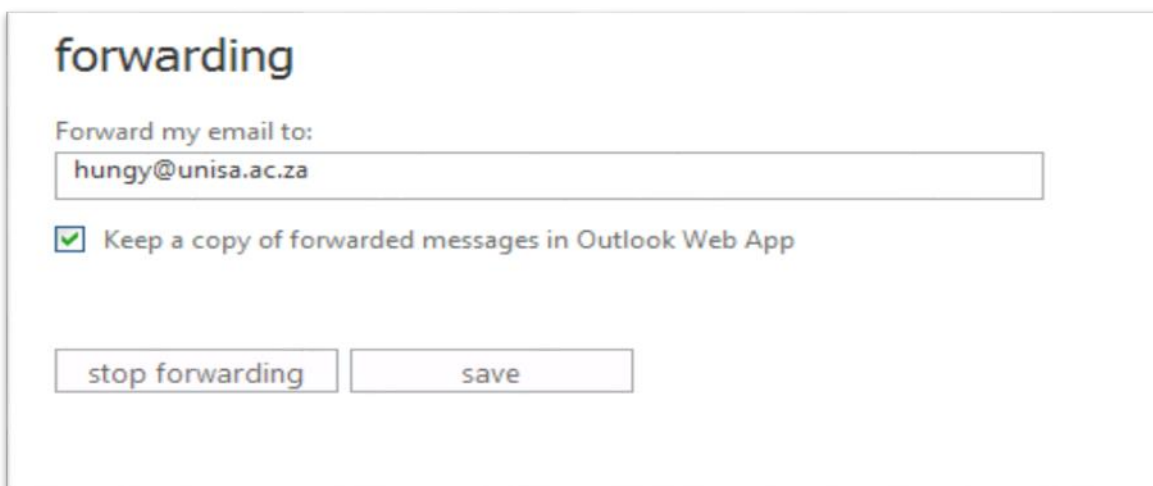 forwarding
Forward my email to:
hungy@unisa.ac.za
Keep a copy of forwarded messages in Outlook Web App
stop forwarding save